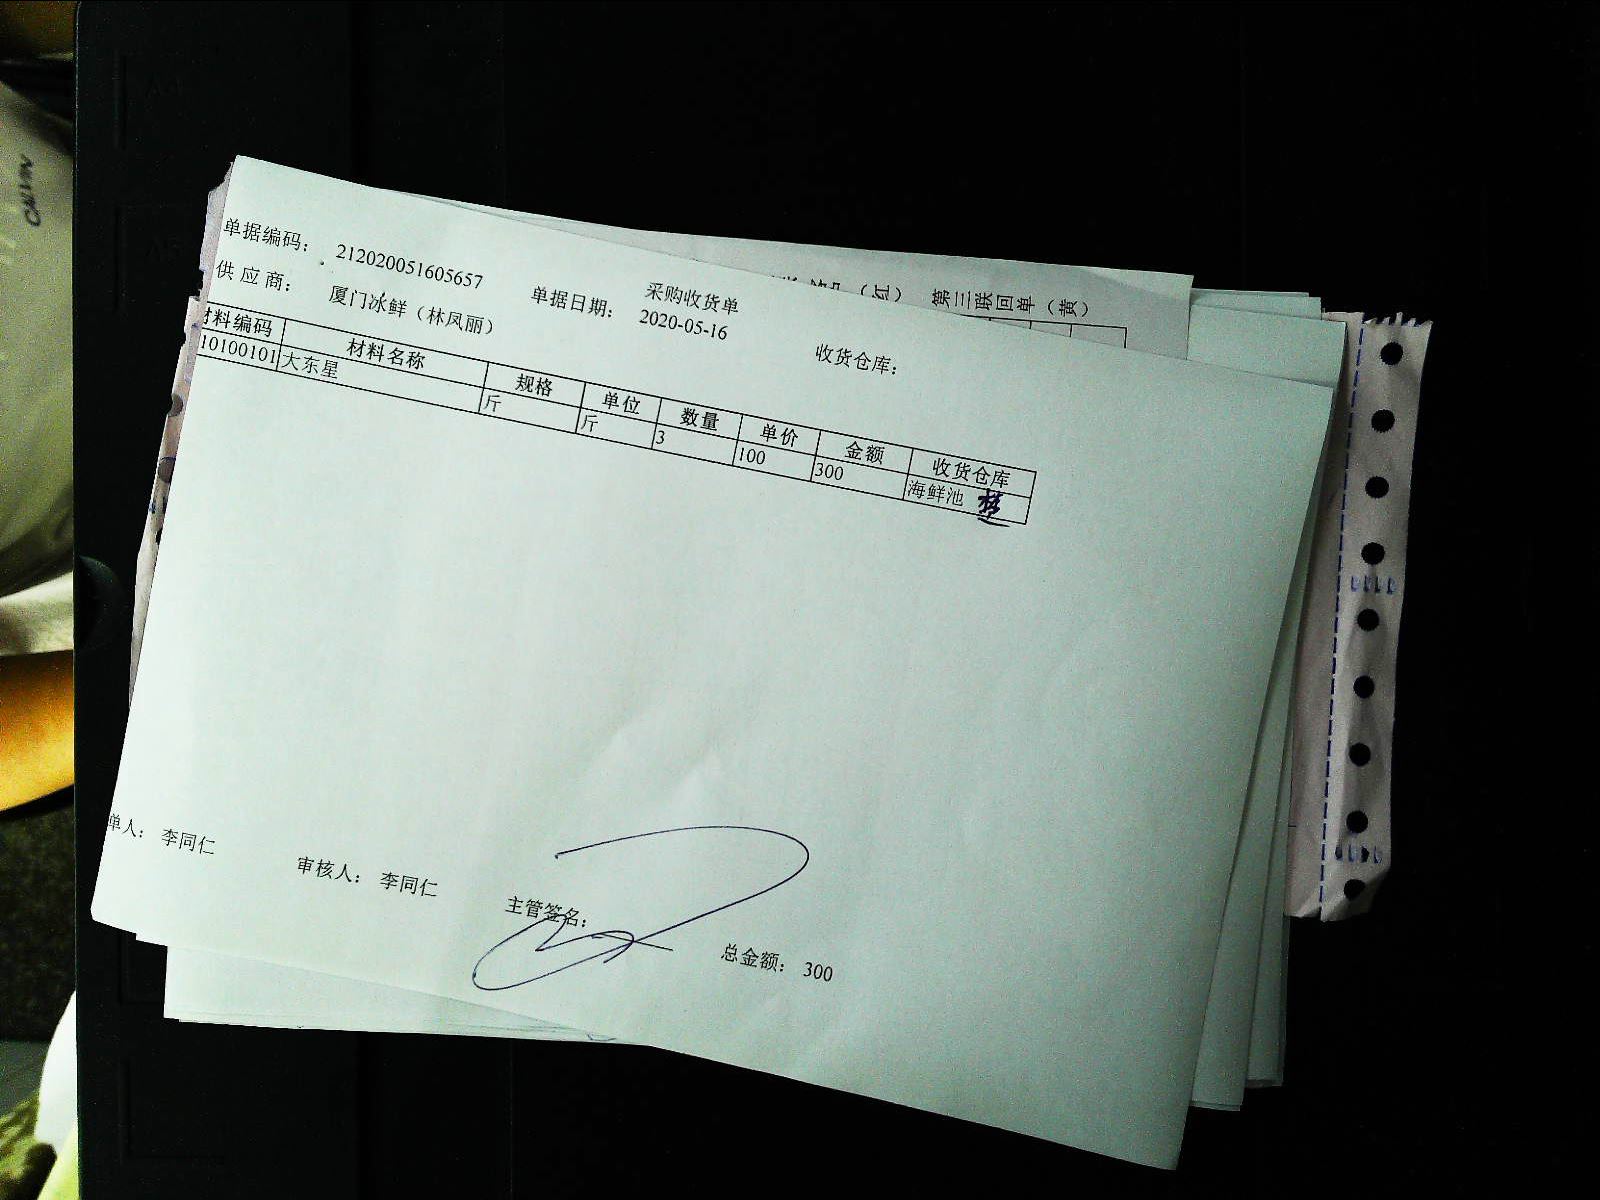 CALVIN
第三联回单（黄）
采购收货单
单据编码： 212020051605657 单据日期： 2020-05-16 收货仓库：
供 应 商： 厦门冰鲜（林凤丽）
材料编码 材料名称 规格 单位 数量 单价 金额 收货仓库
10100101 大东星 斤 斤 3 100 300 海鲜池
单人： 李同仁 审核人： 李同仁 主管签名： 总金额： 300